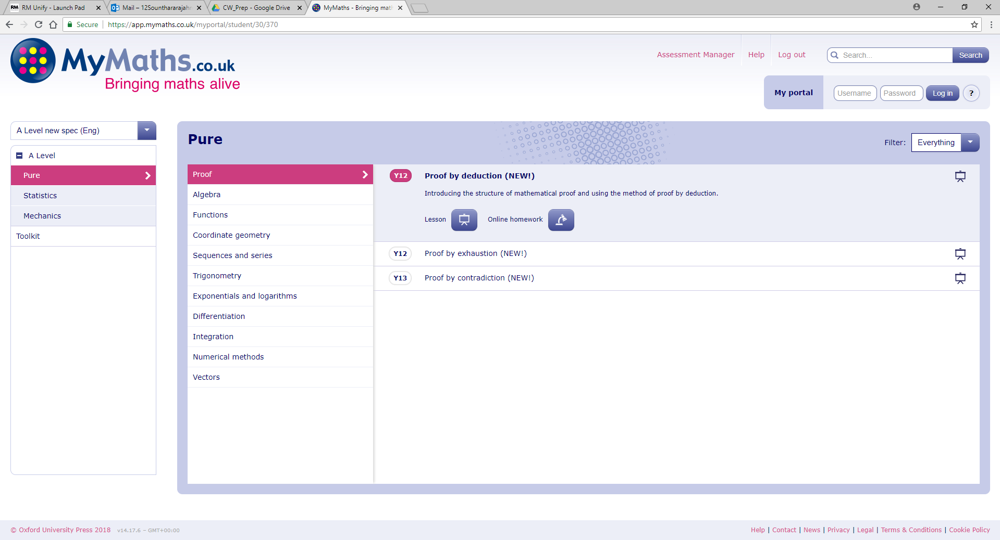 RM RM Unify - Launch Pad
Mail – 12Sounthararajahn
CW_Prep - Google Drive
MyMaths - Bringing mat
Secure https://app.mymaths.co.uk/myportal/student/30/370
MyMaths.co.uk
Bringing maths alive
Assessment Manager
Help
Log out
Search...
Search
My portal
Username
Password
Log in
?
A Level new spec (Eng)
A Level
Pure
Statistics
Mechanics
Toolkit
Pure
Filter: Everything
Proof
Algebra
Functions
Coordinate geometry
Sequences and series
Trigonometry
Exponentials and logarithms
Differentiation
Integration
Numerical methods
Vectors
Y12 Proof by deduction (NEW!)
Introducing the structure of mathematical proof and using the method of proof by deduction.
Lesson
Online homework
Y12 Proof by exhaustion (NEW!)
Y13 Proof by contradiction (NEW!)
© Oxford University Press 2018 v14.17.6 – GMT+00:00
Help | Contact | News | Privacy | Legal | Terms & Conditions | Cookie Policy